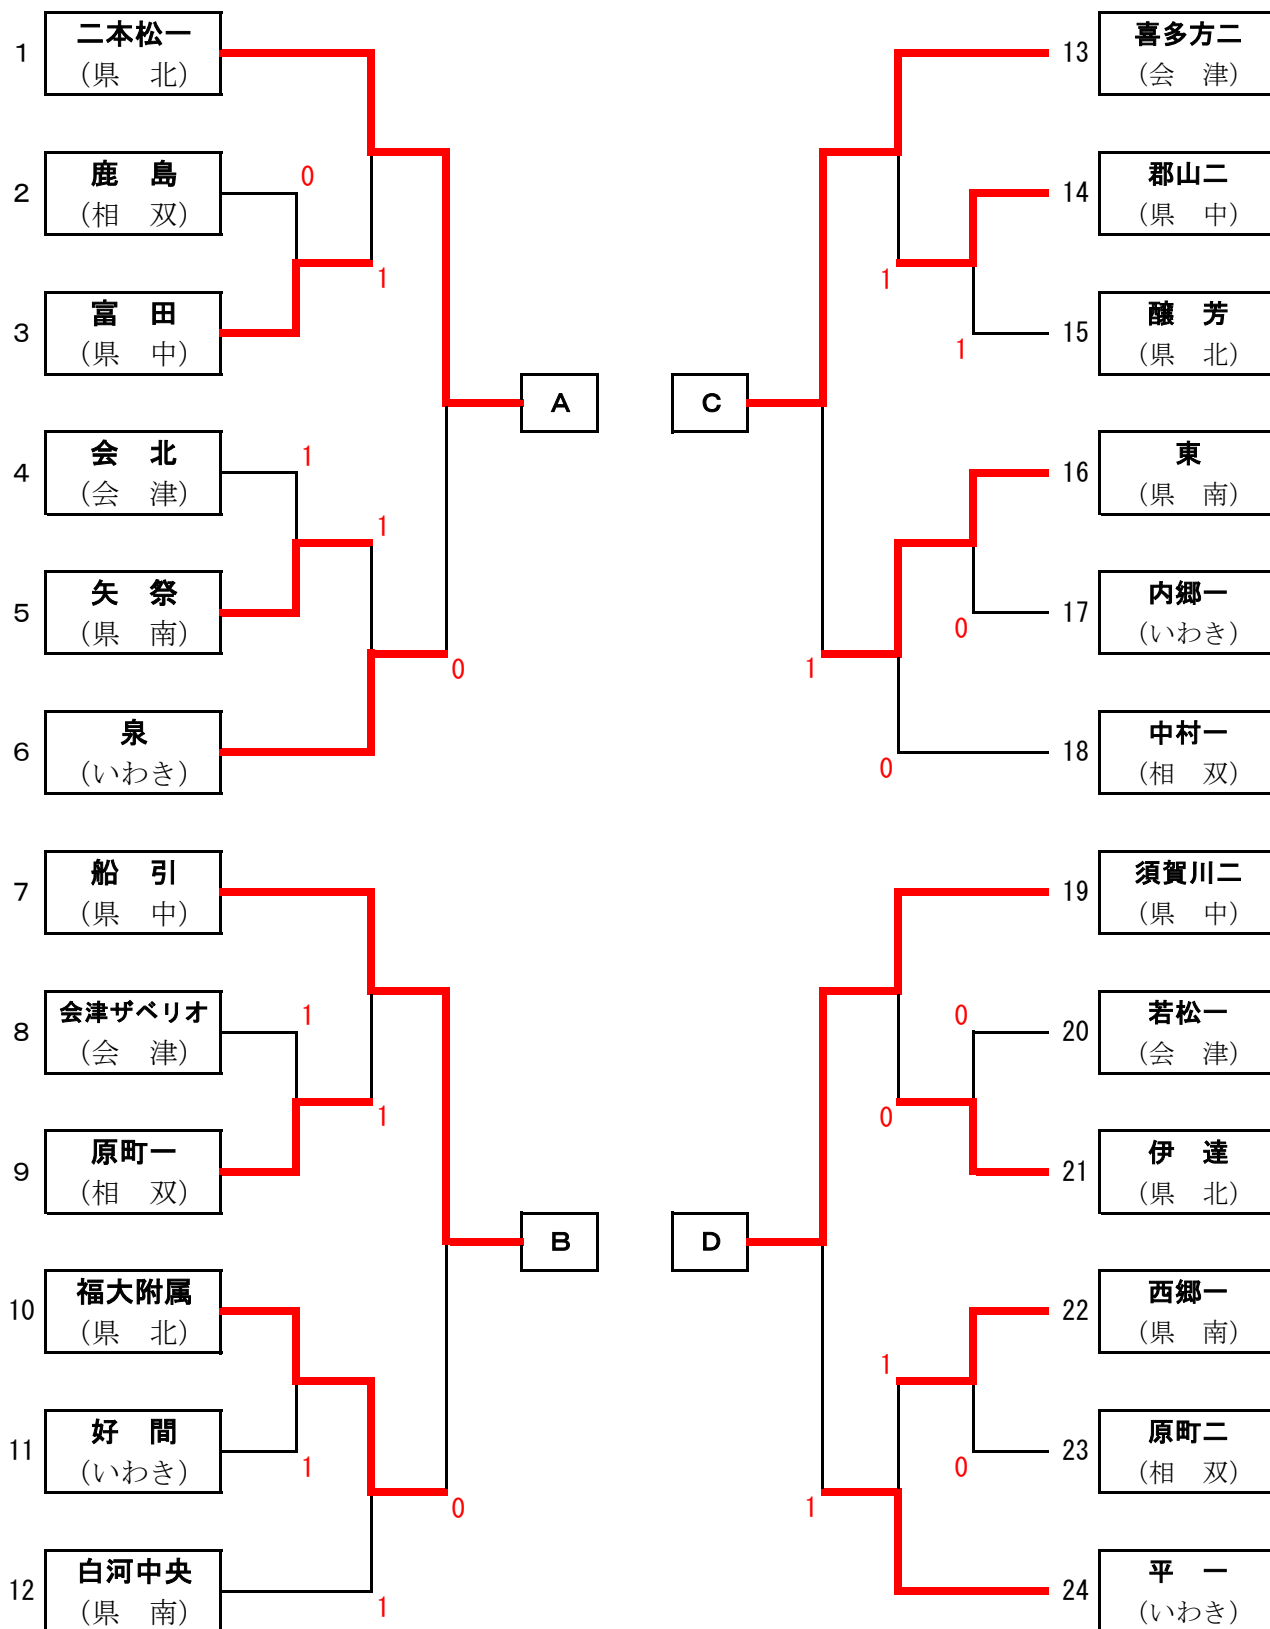 1 二本松一
(県 北)
2 鹿 島
(相 双)
0
3 富 田
(県 中)
1
4 会 北
(会 津)
1
5 矢 祭
(県 南)
1
6 泉
(いわき)
0
A
7 船 引
(県 中)
8 会津ザベリオ
(会 津)
1
9 原町一
(相 双)
1
10 福大附属
(県 北)
11 好 間
(いわき)
1
12 白河中央
(県 南)
1
0
B
13 喜多方二
(会 津)
14 郡山二
(県 中)
1
15 醸 芳
(県 北)
1
C
16 東
(県 南)
17 内郷一
(いわき)
0
1
18 中村一
(相 双)
0
19 須賀川二
(県 中)
20 若松一
(会 津)
0
21 伊 達
(県 北)
0
D
22 西郷一
(県 南)
1
23 原町二
(相 双)
0
24 平 一
(いわき)
1